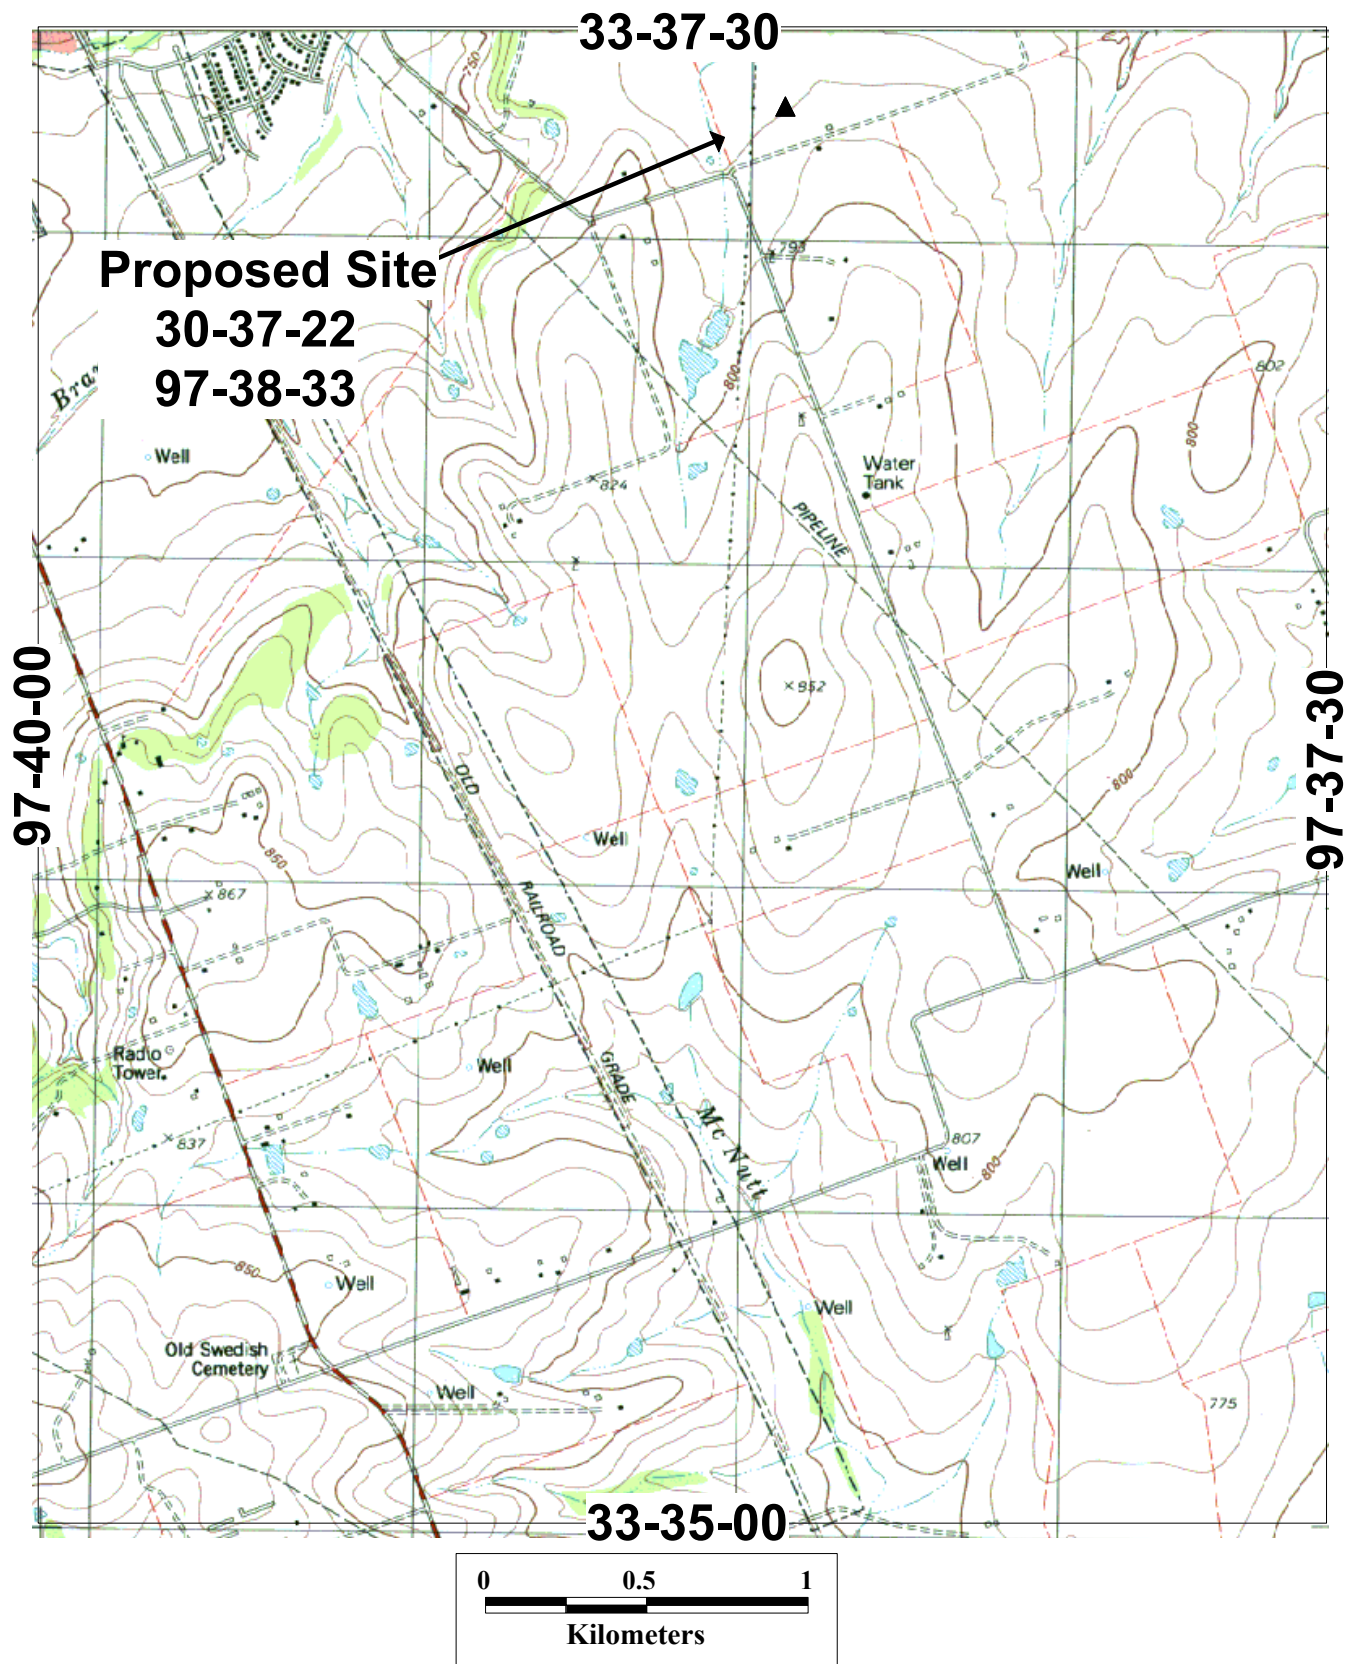 33-37-30
750
Proposed Site
30-37-22
97-38-33
793
802
800
800
Well
Water
Tank
824
PIPELINE
97-40-00
852
97-37-30
OLD
800
Well
850
Well
867
RAILROAD
Radio
Tower
Well
GRADE
Mc Nutt
837
807
Well
800
850
Well
Well
Old Swedish
Cemetery
Well
775
33-35-00
0 0.5 1
Kilometers